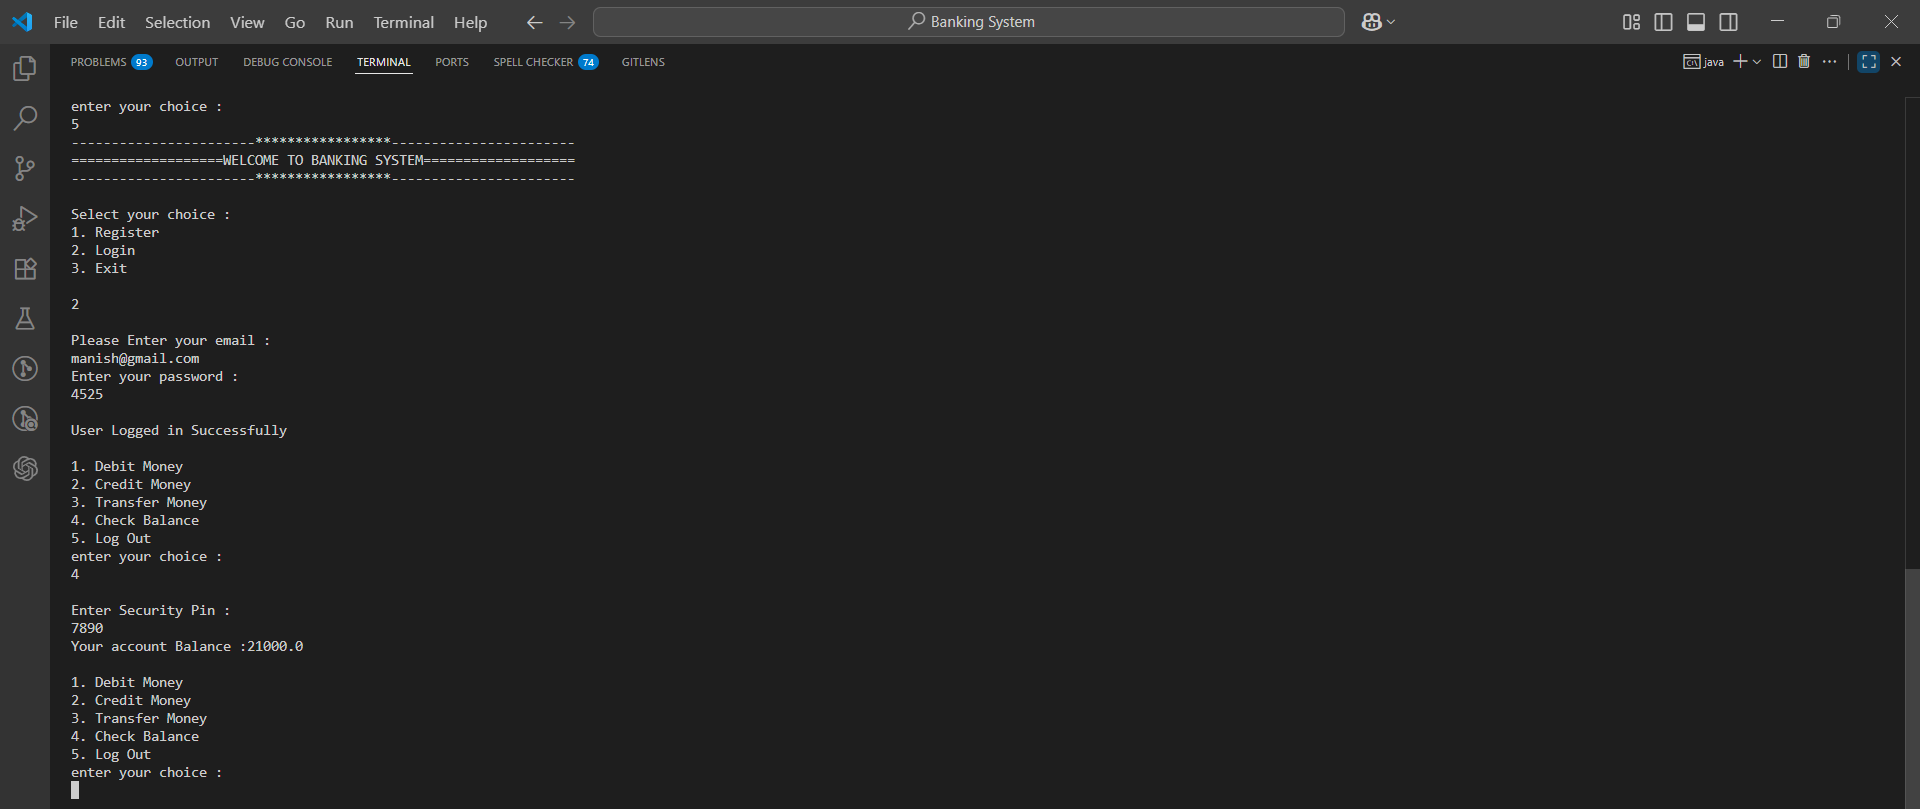 File Edit Selection View Go Run Terminal Help Banking System
PROBLEMS 93 OUTPUT DEBUG CONSOLE TERMINAL PORTS SPELL CHECKER 74 GITLENS java
enter your choice :
5
-----------------------*****************-----------------------
===================WELCOME TO BANKING SYSTEM===================
-----------------------*****************-----------------------
Select your choice :
1. Register
2. Login
3. Exit
2
Please Enter your email :
manish@gmail.com
Enter your password :
4525
User Logged in Successfully
1. Debit Money
2. Credit Money
3. Transfer Money
4. Check Balance
5. Log Out
enter your choice :
4
Enter Security Pin :
7890
Your account Balance :21000.0
1. Debit Money
2. Credit Money
3. Transfer Money
4. Check Balance
5. Log Out
enter your choice :